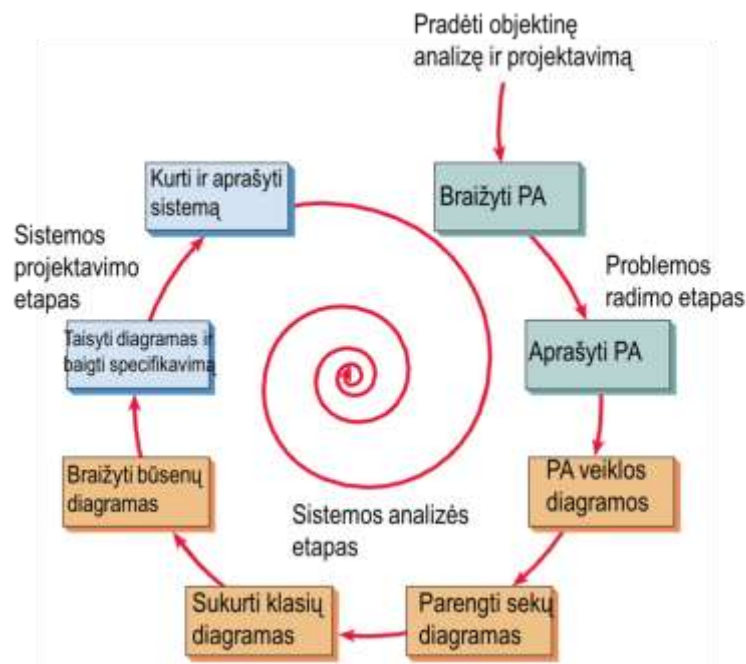 Pradėti objektinę
analizę ir projektavimą
Braižyti PA
Problemos
radimo etapas
Aprašyti PA
PA veiklos
diagramos
Parengti sekų
diagramas
Sukurti klasių
diagramas
Sistemos analizės
etapas
Braižyti būsenų
diagramas
Taisyti diagramas ir
baigti specifikavimą
Sistemos
projektavimo
etapas
Kurti ir aprašyti
sistemą